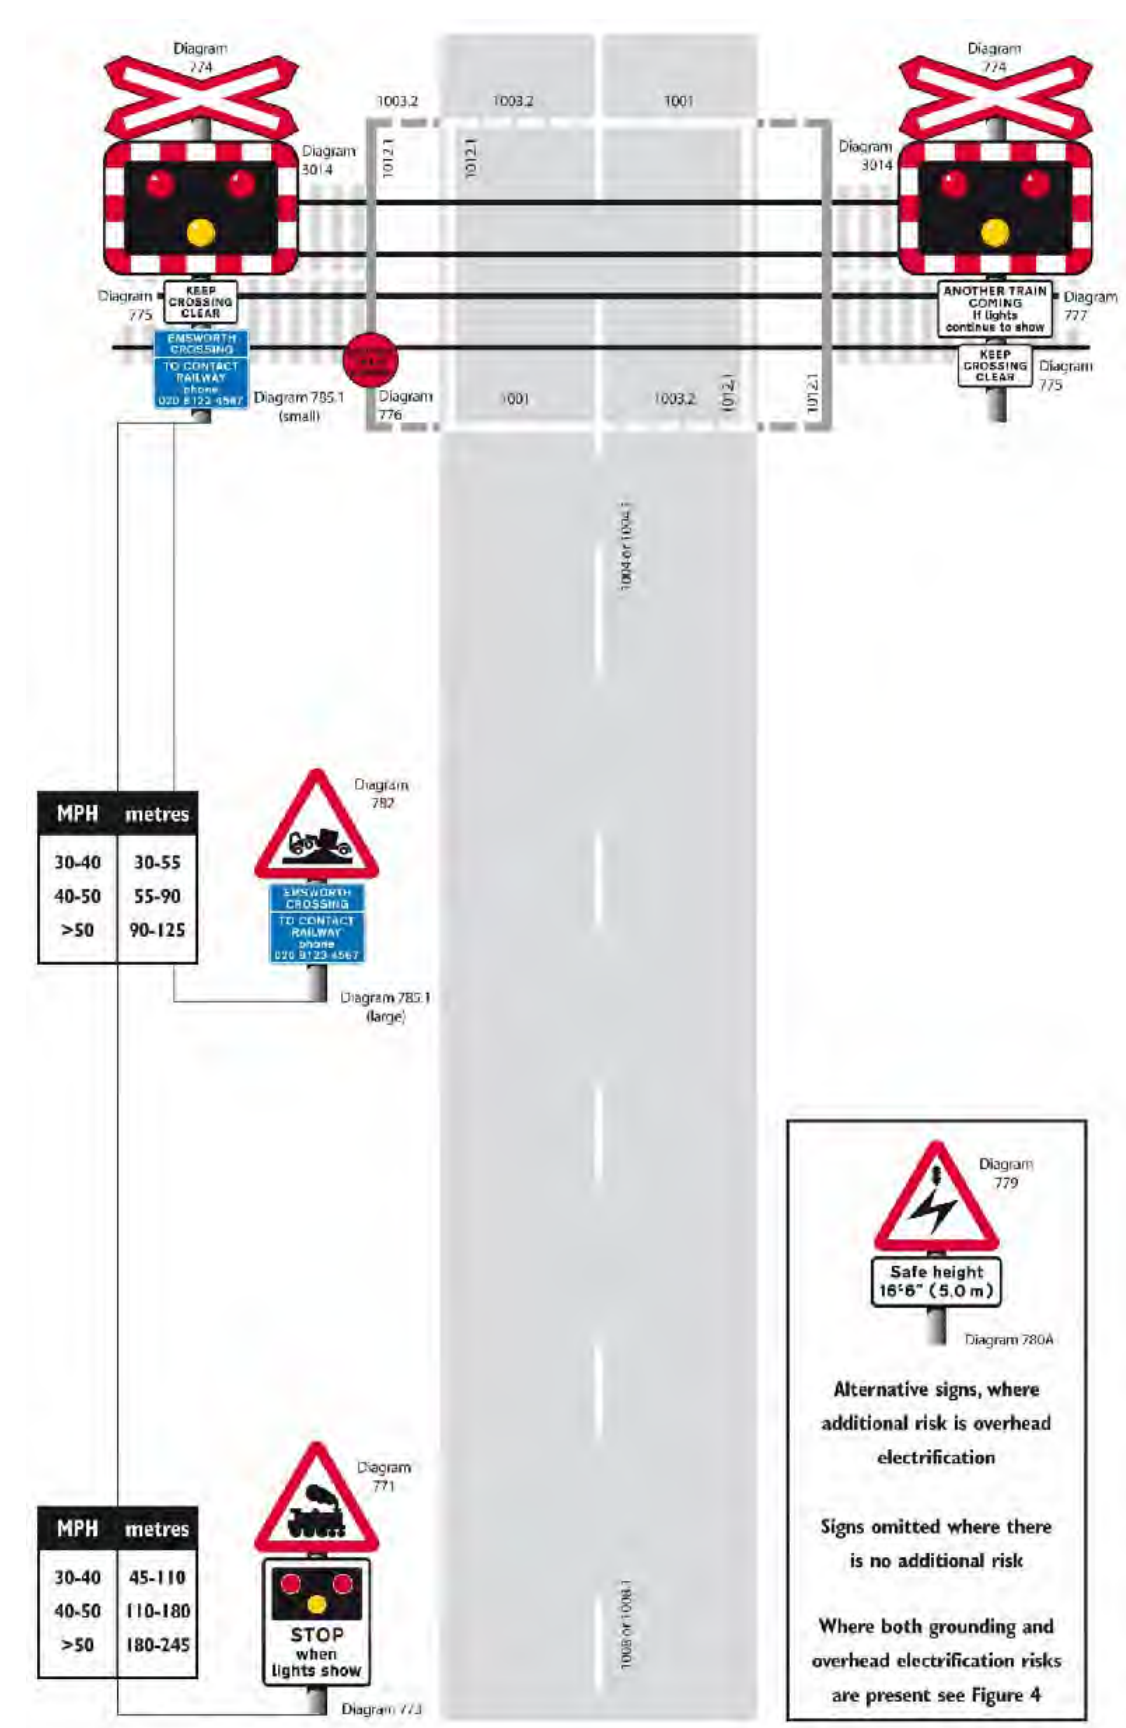 Diagram
774
Diagram
774
1003.2
1003.2
1001
Diagram
3014
1012.1
1012.1
Diagram
3014
KEEP
CROSSING
CLEAR
Diagram
775
ANOTHER TRAIN
COMING
if lights
continue to show
Diagram
777
EMSWORTH
CROSSING
TO CONTACT
RAILWAY
phone
020 8123 4567
Diagram 785.1
(small)
Diagram
776
1001
1003.2
1012.1
1012.1
KEEP
CROSSING
CLEAR
Diagram
775
1004 or 1004.1
Diagram
782
MPH metres
30-40 30-55
40-50 55-90
>50 90-125
EMSWORTH
CROSSING
TO CONTACT
RAILWAY
phone
020 8123 4567
Diagram 785.1
(large)
Diagram
779
Safe height
16'6" (5.0 m)
Diagram 780A
Alternative signs, where
additional risk is overhead
electrification
Signs omitted where there
is no additional risk
Where both grounding and
overhead electrification risks
are present see Figure 4
Diagram
771
MPH metres
30-40 45-110
40-50 110-180
>50 180-245
STOP
when
lights show
Diagram 773
1008 or 1008.1